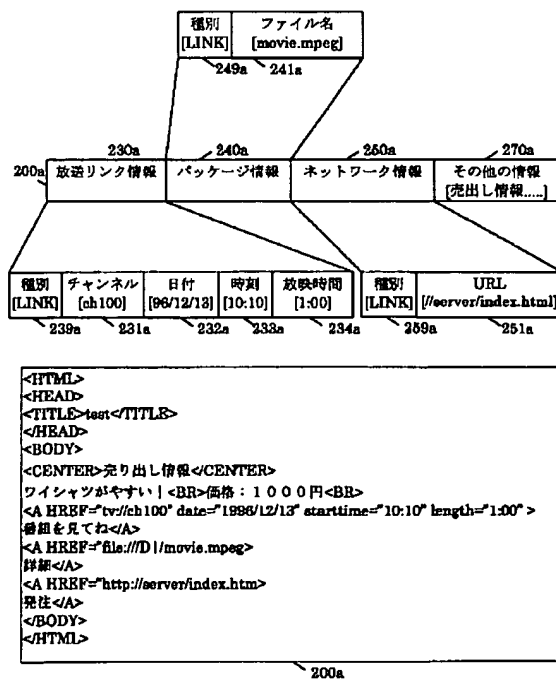 種別 ファイル名
[LINK] [movie.mpeg]
249a 241a
230a 240a 250a 270a
200a 放送リンク情報 パッケージ情報 ネットワーク情報 その他の情報
[売出し情報.....]
種別 チャンネル 日付 時刻 放映時間 種別 URL
[LINK] [ch100] [96/12/13] [10:10] [1:00] [LINK] [//server/index.html]
239a 231a 232a 233a 234a 259a 251a
<HTML>
<HEAD>
<TITLE>test</TITLE>
</HEAD>
<BODY>
<CENTER>売り出し情報</CENTER>
ワイシャツがやすい！<BR>価格：１０００円<BR>
<A HREF="tv://ch100" date="1996/12/13" starttime="10:10" length="1:00" >
番組を見てね</A>
<A HREF="file:///D|/movie.mpeg>
詳細</A>
<A HREF="http://server/index.htm>
発注</A>
</BODY>
</HTML>
200a